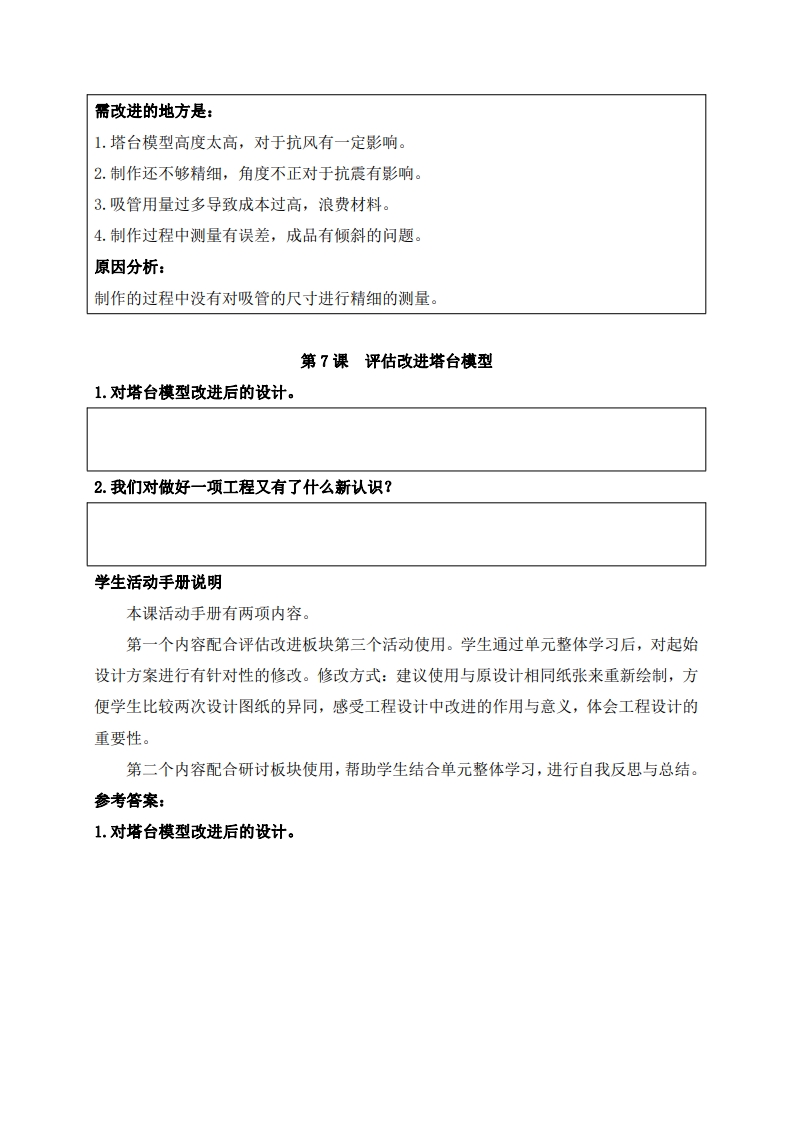 需改进的地方是：
1.塔台模型高度太高，对于抗风有一定影响。
2.制作还不够精细，角度不正对于抗震有影响。
3.吸管用量过多导致成本过高，浪费材料。
4.制作过程中测量有误差，成品有倾斜的问题。
原因分析：
制作的过程中没有对吸管的尺寸进行精细的测量。
第 7 课　评估改进塔台模型
1.对塔台模型改进后的设计。
2.我们对做好一项工程又有了什么新认识？
学生活动手册说明
本课活动手册有两项内容。
第一个内容配合评估改进板块第三个活动使用。学生通过单元整体学习后，对起始
设计方案进行有针对性的修改。修改方式：建议使用与原设计相同纸张来重新绘制，方
便学生比较两次设计图纸的异同，感受工程设计中改进的作用与意义，体会工程设计的
重要性。
第二个内容配合研讨板块使用，帮助学生结合单元整体学习，进行自我反思与总结。
参考答案：
1.对塔台模型改进后的设计。